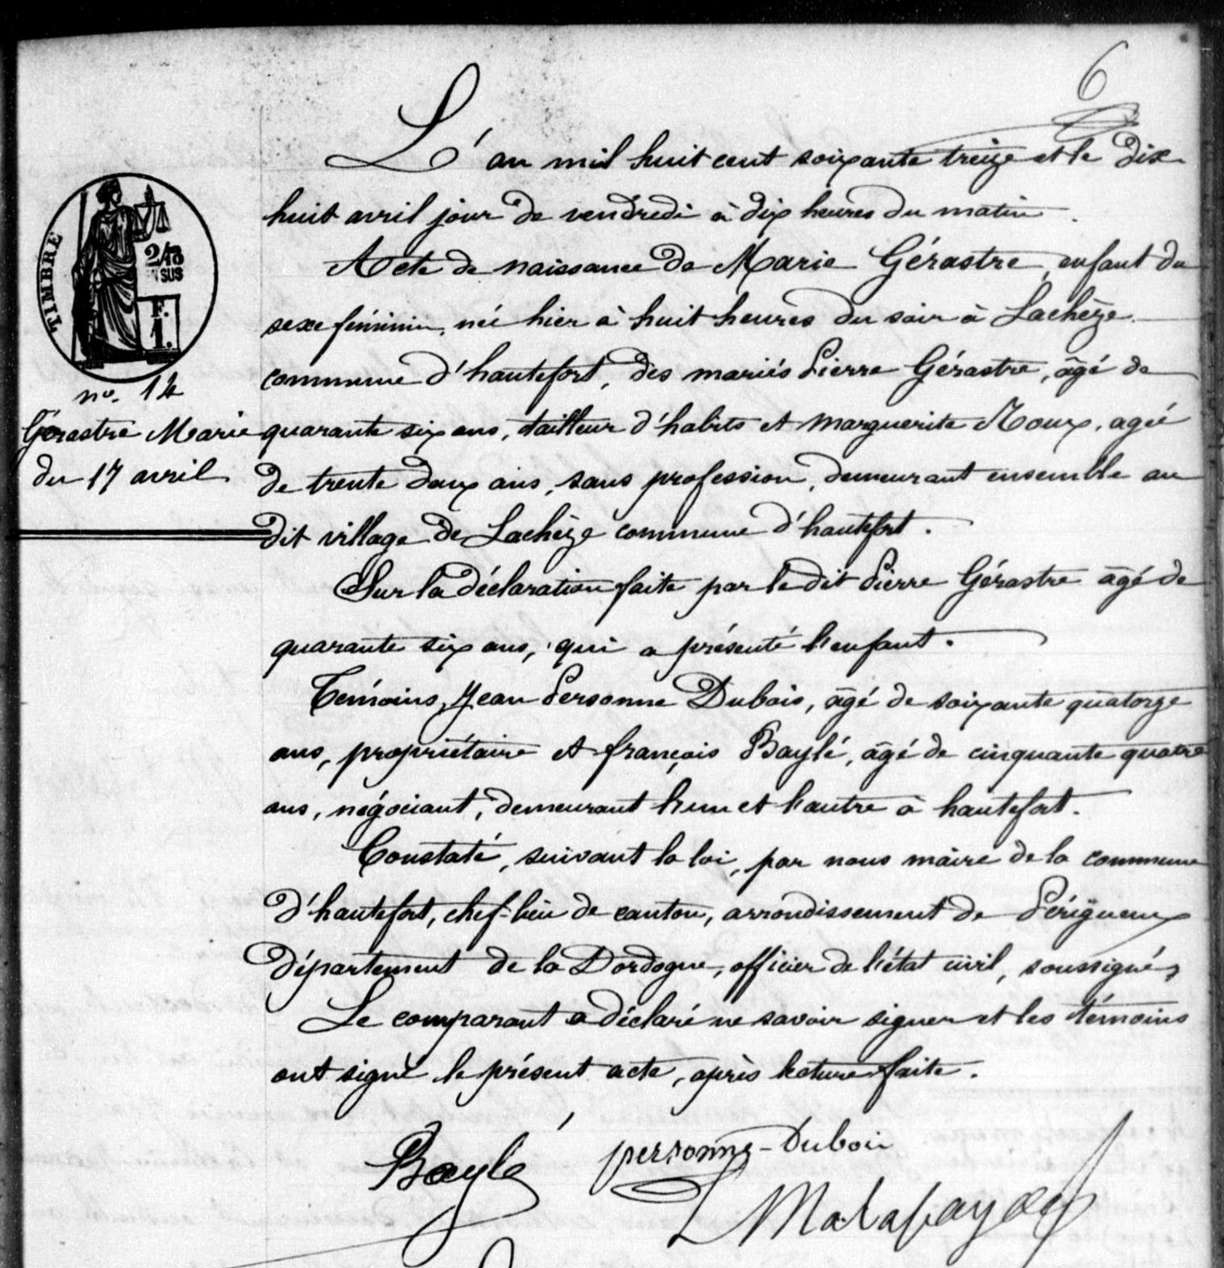 6
L'an mil huit cent soixante treize et le dix
huit avril jour de vendredi à dix heures du matin.
Acte de naissance de Marie Gérastre, enfant du
sexe féminin, née hier à huit heures du soir à Lachèze
commune d'hautefort, des mariés Pierre Gérastre, âgé de
quarante six ans, tailleur d'habits et marguerite Roux, agée
de trente deux ans, sans profession, demeurant ensemble au
dit village de Lachèze commune d'hautefort.
Sur la déclaration faite par le dit Pierre Gérastre âgé de
quarante six ans, qui a présenté l'enfant.
Temoins, Jean Personne Dubois, âgé de soixante quatorze
ans, propriétaire et françois Baylé, âgé de cinquante quatre
ans, négociant, demeurant l'un et l'autre à hautefort.
Constaté, suivant la loi, par nous maire de la commune
d'hautefort, chef-lieu de canton, arrondissement de Périgueux
département de la Dordogne, officier de l'état civil, soussigné,
Le comparant a déclaré ne savoir signer et les témoins
ont signé le présent acte, après lecture faite.
Baylé personne-Duboi
TIMBRE
2/10
EN SUS
F.
1.
no. 12
Gérastre Marie
du 17 avril